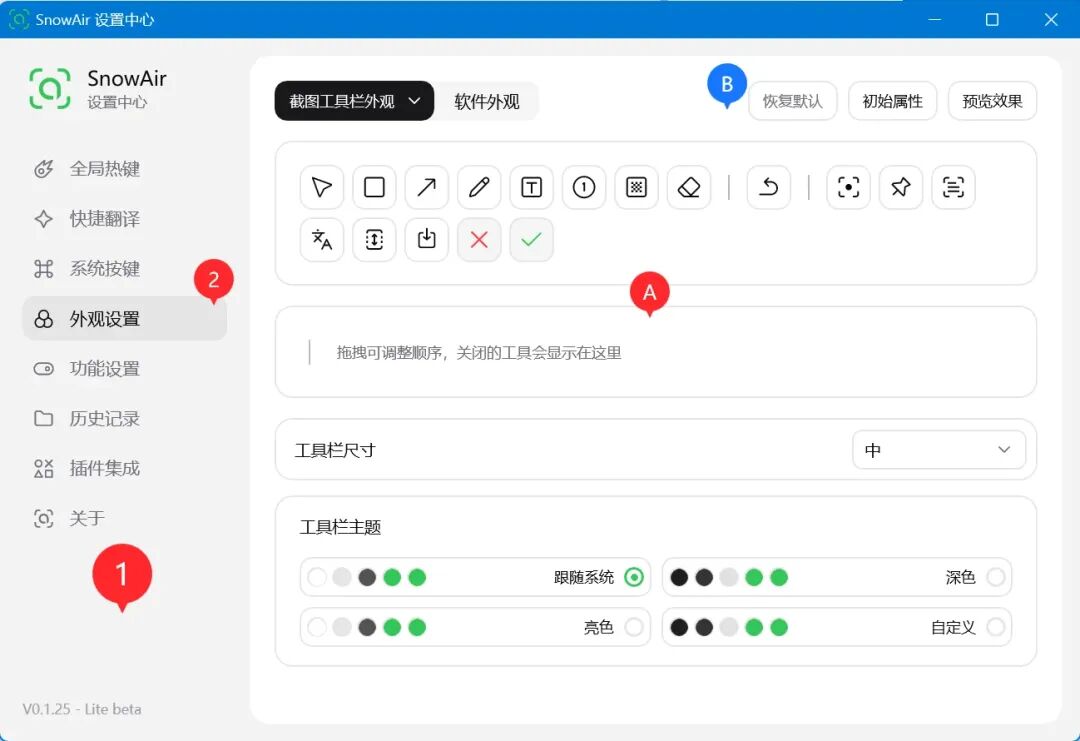 SnowAir 设置中心
SnowAir
设置中心
全局热键
快捷翻译
系统按键
2
外观设置
功能设置
历史记录
插件集成
关于
1
V0.1.25 - Lite beta
截图工具栏外观
软件外观
B
恢复默认
初始属性
预览效果
T
1
A
拖拽可调整顺序，关闭的工具会显示在这里
工具栏尺寸
中
工具栏主题
跟随系统
深色
亮色
自定义